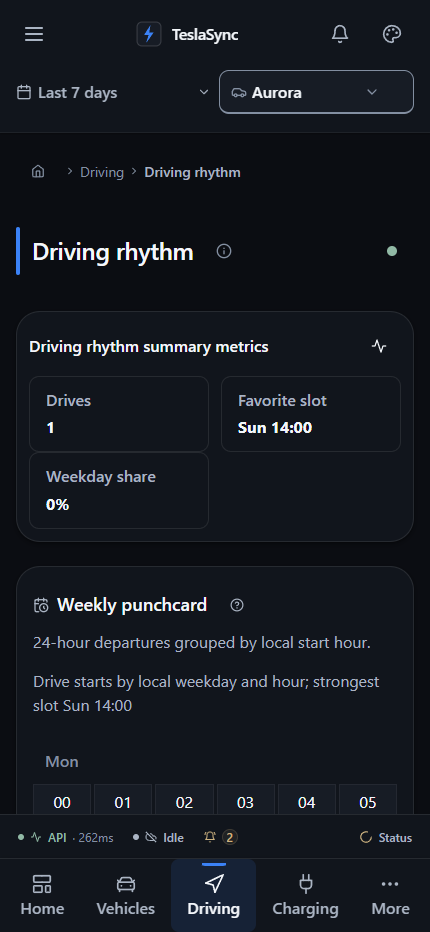 TeslaSync
Last 7 days
Aurora
Driving
Driving rhythm
Driving rhythm
Driving rhythm summary metrics
Drives
1
Favorite slot
Sun 14:00
Weekday share
0%
Weekly punchcard
24-hour departures grouped by local start hour.
Drive starts by local weekday and hour; strongest
slot Sun 14:00
Mon
00 01 02 03 04 05
API · 262ms Idle 2 Status
Home Vehicles Driving Charging More